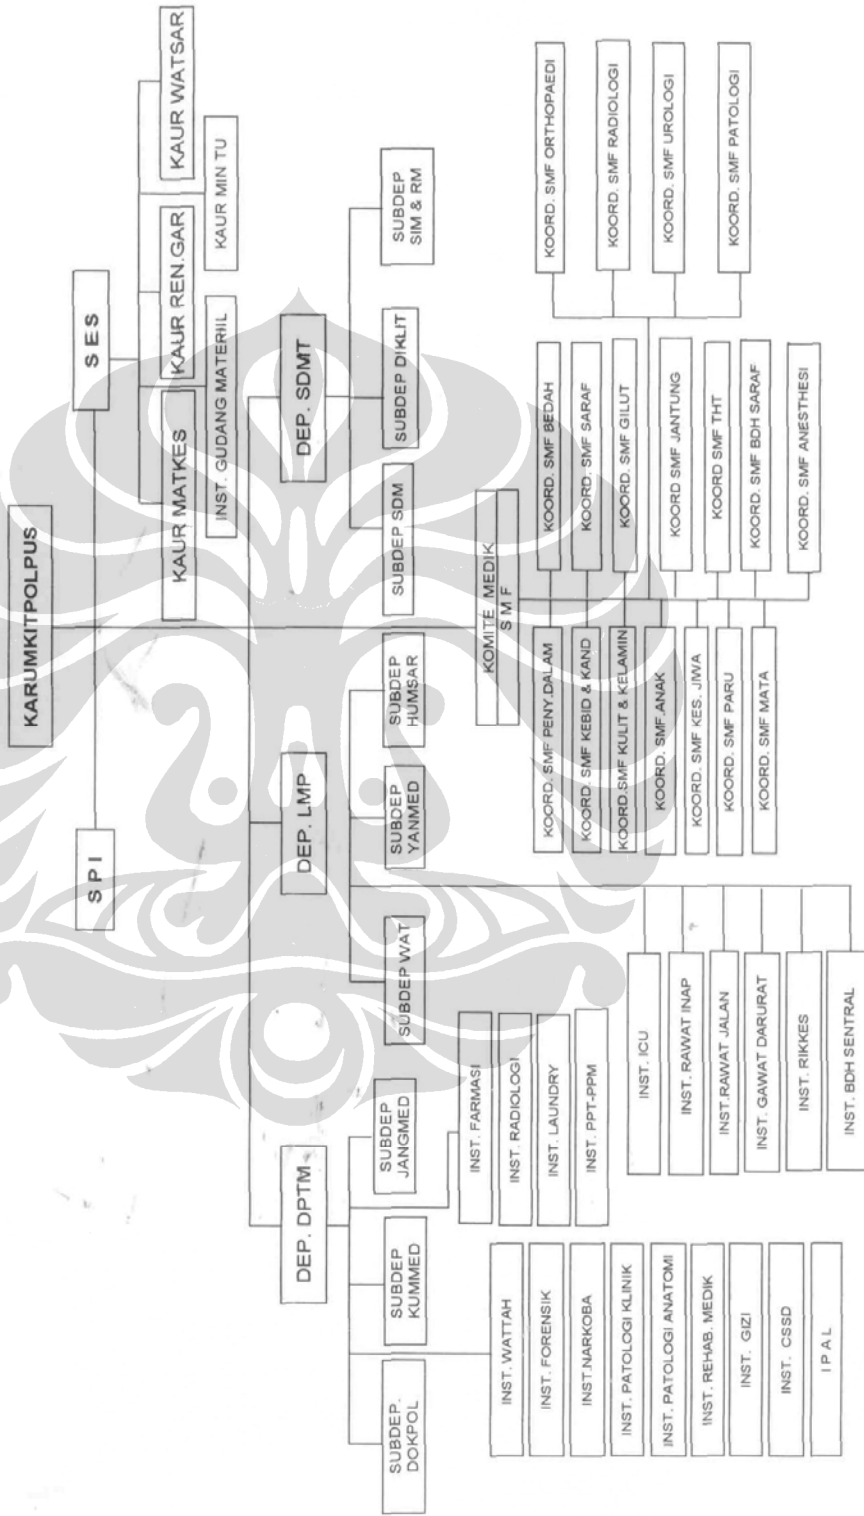 KARUMKITPOLPUS
SPI
SES
KAUR MATKES
KAUR REN.GAR
KAUR WATSAR
INST. GUDANG MATERIIL
KAUR MIN TU
DEP. DPTM
DEP. LMP
DEP. SDMT
SUBDEP.
DOKPOL
SUBDEP
KUMMED
SUBDEP
JANGMED
SUBDEP WAT
SUBDEP
YANMED
SUBDEP
HUMSAR
SUBDEP SDM
SUBDEP DIKLIT
SUBDEP
SIM & RM
INST. WATTAH
INST. FORENSIK
INST.NARKOBA
INST. PATOLOGI KLINIK
INST. PATOLOGI ANATOMI
INST. REHAB. MEDIK
INST. GIZI
INST. CSSD
I P A L
INST. FARMASI
INST. RADIOLOGI
INST. LAUNDRY
INST. PPT-PPM
INST. ICU
INST. RAWAT INAP
INST.RAWAT JALAN
INST. GAWAT DARURAT
INST. RIKKES
INST. BDH SENTRAL
KOMITE MEDIK
S M F
KOORD. SMF PENY.DALAM
KOORD. SMF KEBID & KAND
KOORD.SMF KULIT & KELAMIN
KOORD. SMF.ANAK
KOORD. SMF KES. JIWA
KOORD. SMF PARU
KOORD. SMF MATA
KOORD. SMF BEDAH
KOORD. SMF SARAF
KOORD. SMF GILUT
KOORD SMF JANTUNG
KOORD SMF THT
KOORD. SMF BDH SARAF
KOORD. SMF ANESTHESI
KOORD. SMF ORTHOPAEDI
KOORD. SMF RADIOLOGI
KOORD. SMF UROLOGI
KOORD. SMF PATOLOGI